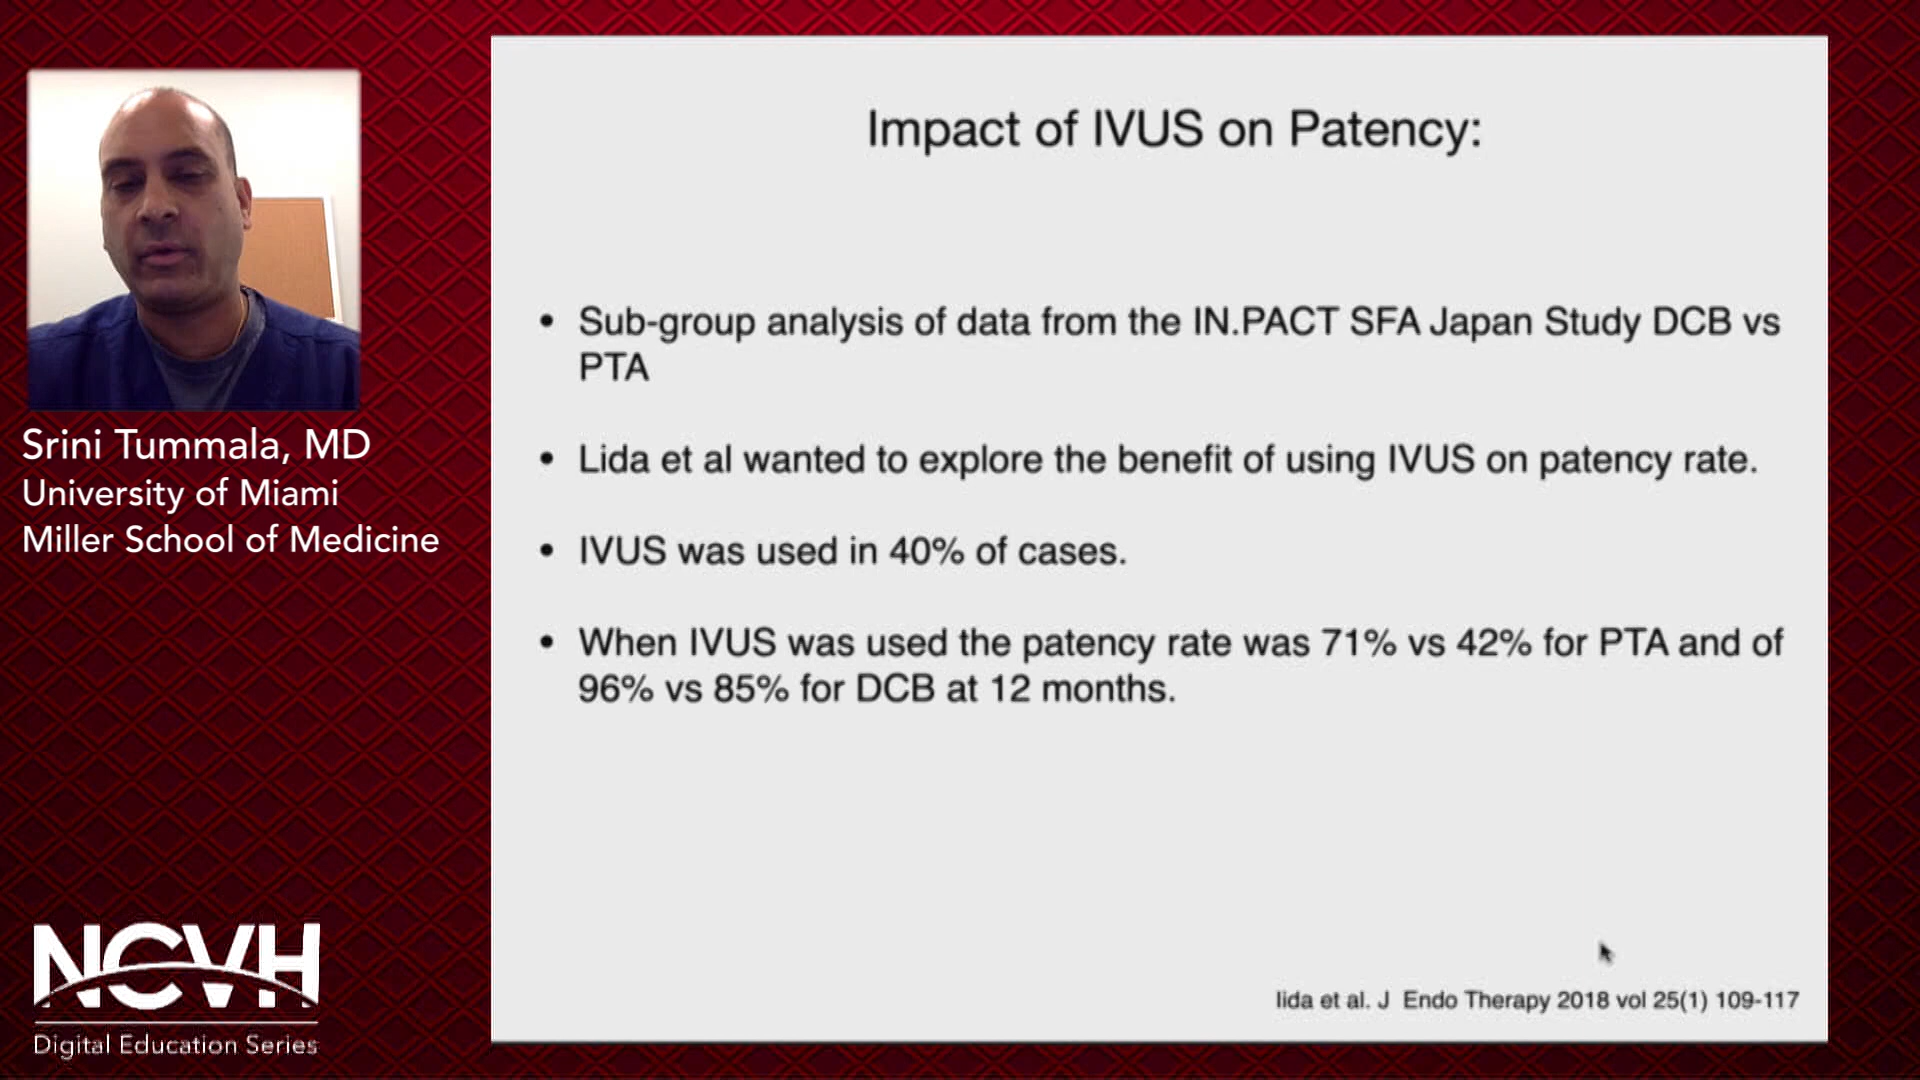 Impact of IVUS on Patency:
• Sub-group analysis of data from the IN.PACT SFA Japan Study DCB vs
PTA
• Lida et al wanted to explore the benefit of using IVUS on patency rate.
• IVUS was used in 40% of cases.
• When IVUS was used the patency rate was 71% vs 42% for PTA and of
96% vs 85% for DCB at 12 months.
Iida et al. J Endo Therapy 2018 vol 25(1) 109-117
Srini Tummala, MD
University of Miami
Miller School of Medicine
NCVH
Digital Education Series